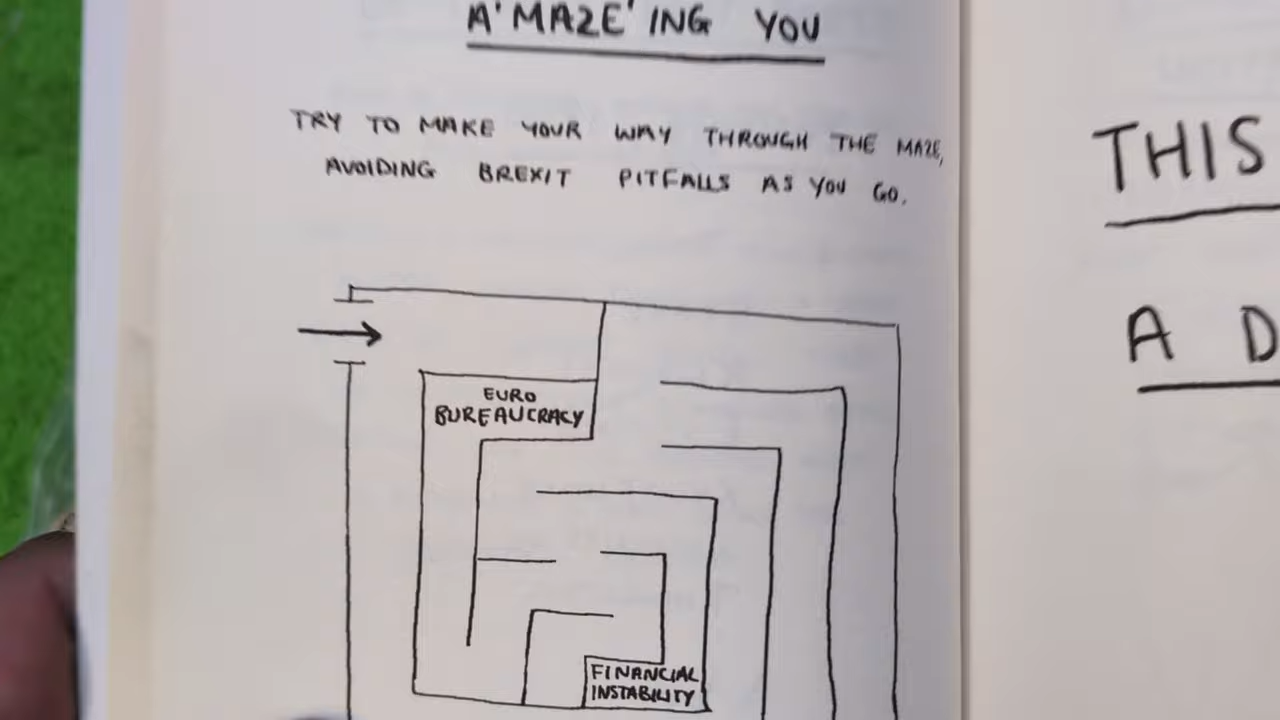 A'MAZE'ING YOU
TRY TO MAKE YOUR WAY THROUGH THE MAZE,
AVOIDING BREXIT PITFALLS AS YOU GO.
EURO
BUREAUCRACY
FINANCIAL
INSTABILITY
THIS
A D